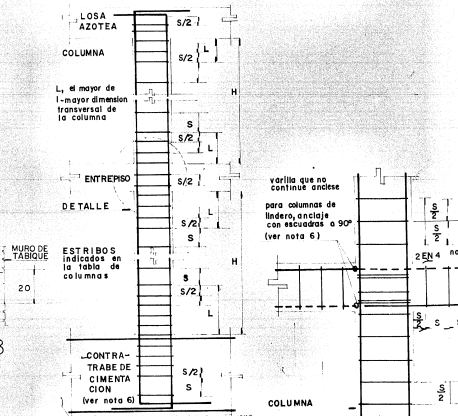 LOSA
AZOTEA
S/2
COLUMNA
S/2
L
L, el mayor de
I-mayor dimension
transversal de
la columna
H
S
S/2
L
ENTREPISO
S/2
DETALLE
L
S/2
S
MURO DE
TABIQUE
ESTRIBOS
indicados en
la tabla de
columnas
20
S
S/2
H
L
CONTRA-
TRABE DE
CIMENTA
CION
(ver nota 6)
S/2
S
varilla que no
continúe anclese
para columnas de
lindero, anclaje
con escuadras a 90°
(ver nota 6)
S/2
S/2
2 EN 4
no
S/2
S
S
S/2
COLUMNA